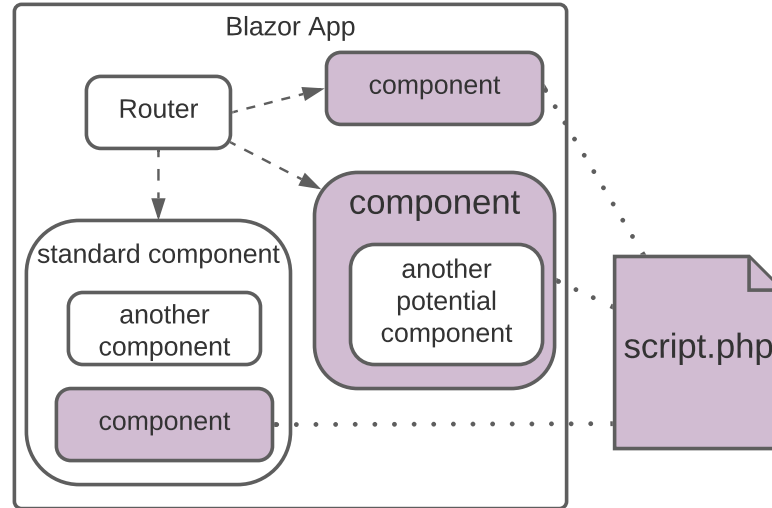 Blazor App
component
Router
component
standard component
another
potential
component
another
component
component
script.php